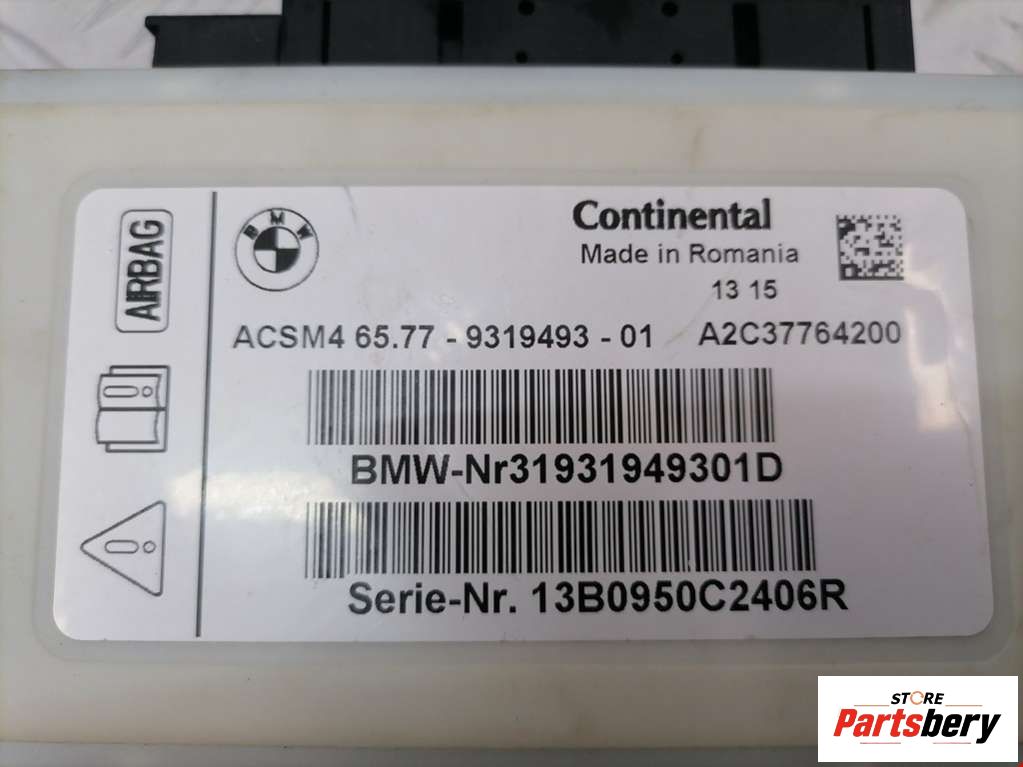 AIRBAG
BMW
Continental
Made in Romania
13 15
ACSM4 65.77 - 9319493 - 01 A2C37764200
BMW-Nr31931949301D
Serie-Nr. 13B0950C2406R
STORE
Partsbery